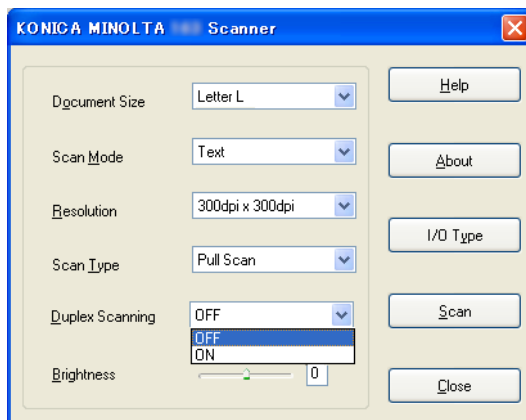 KONICA MINOLTA Scanner
Document Size Letter L Help
Scan Mode Text About
Resolution 300dpi x 300dpi I/O Type
Scan Type Pull Scan
Duplex Scanning OFF Scan
OFF
ON
Brightness 0 Close